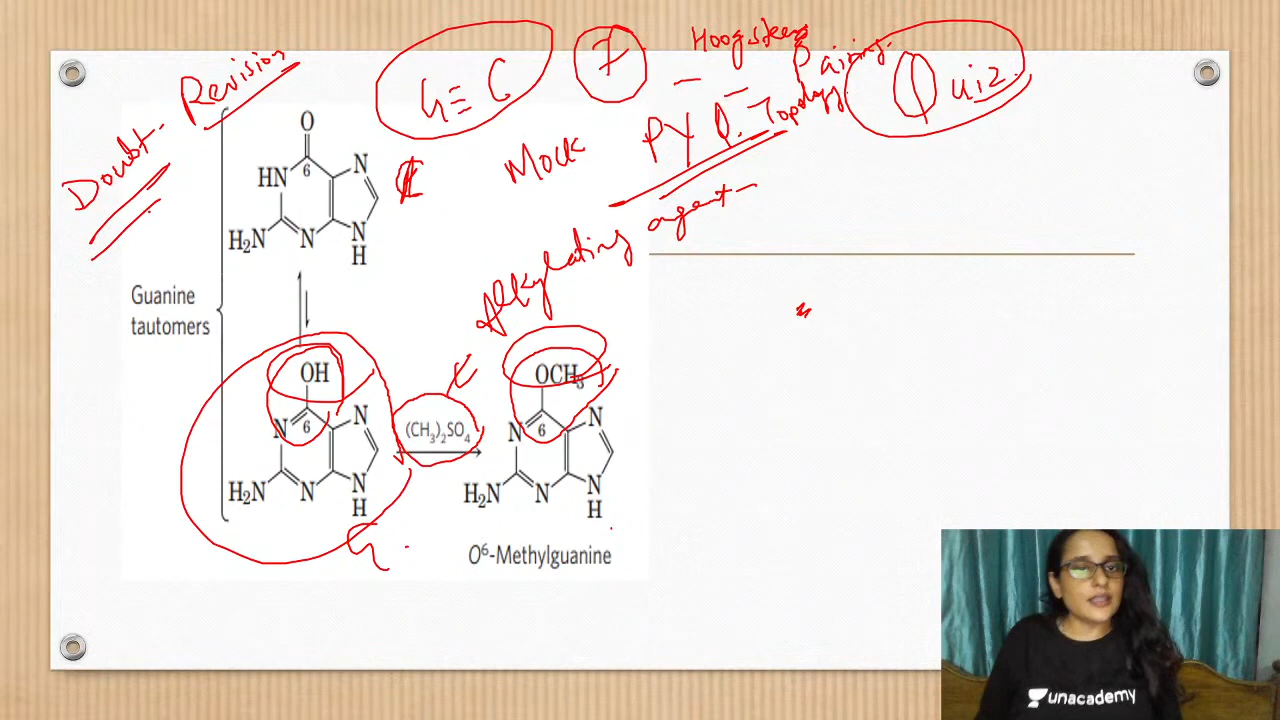 Doubt- Revision
G≡C
7
Hoogsteen
Pairing.
Quiz.
Mock
PYQ.
Topology
Alkylating agent-
O
6
HN
N
H₂N
N
N
H
Guanine
tautomers
OH
N
6
N
H₂N
N
N
H
(CH₃)₂SO₄
OCH₃
N
6
N
H₂N
N
N
H
G.
O⁶-Methylguanine
unacademy